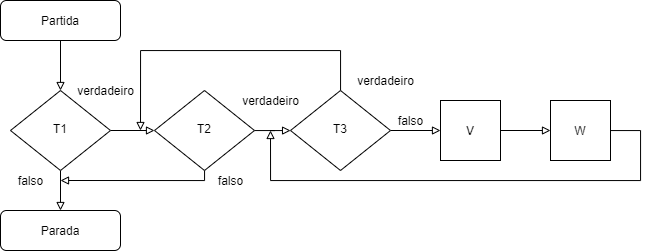 Partida
verdadeiro
verdadeiro
verdadeiro
T1
T2
T3
falso
V
W
falso
falso
Parada